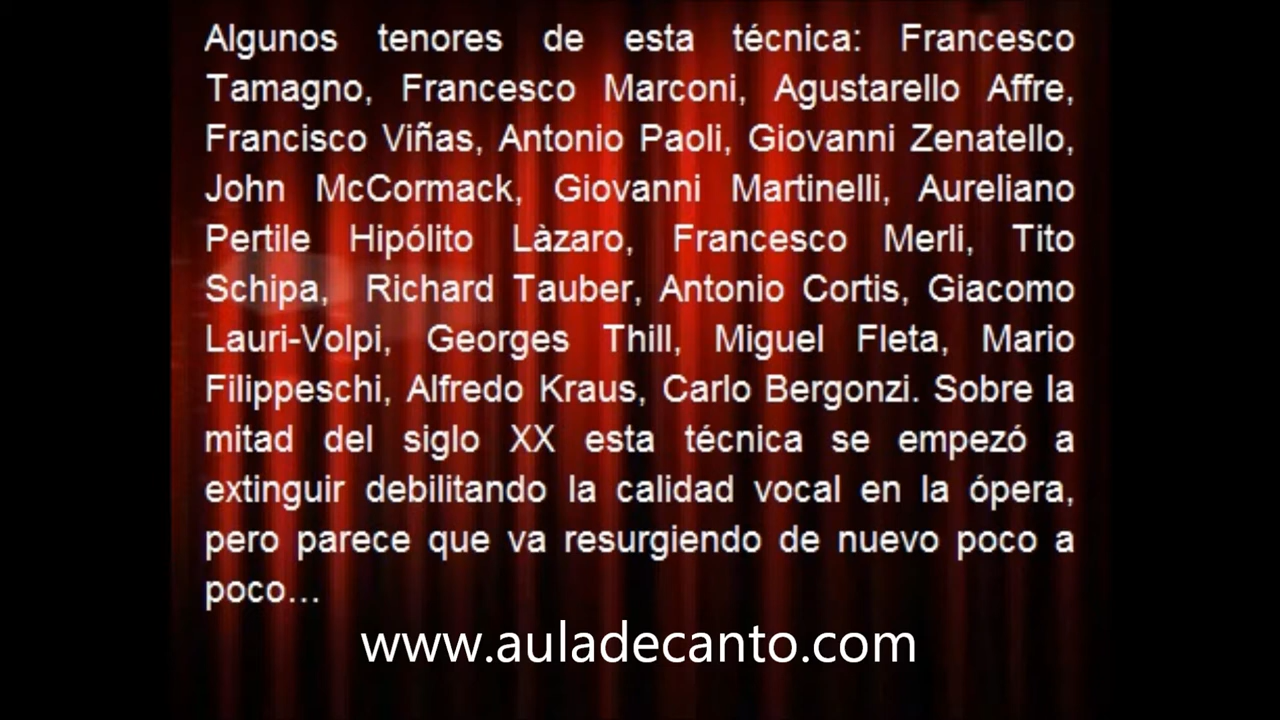 Algunos tenores de esta técnica: Francesco
Tamagno, Francesco Marconi, Agustarello Affre,
Francisco Viñas, Antonio Paoli, Giovanni Zenatello,
John McCormack, Giovanni Martinelli, Aureliano
Pertile Hipólito Làzaro, Francesco Merli, Tito
Schipa, Richard Tauber, Antonio Cortis, Giacomo
Lauri-Volpi, Georges Thill, Miguel Fleta, Mario
Filippeschi, Alfredo Kraus, Carlo Bergonzi. Sobre la
mitad del siglo XX esta técnica se empezó a
extinguir debilitando la calidad vocal en la ópera,
pero parece que va resurgiendo de nuevo poco a
poco...
www.auladecanto.com